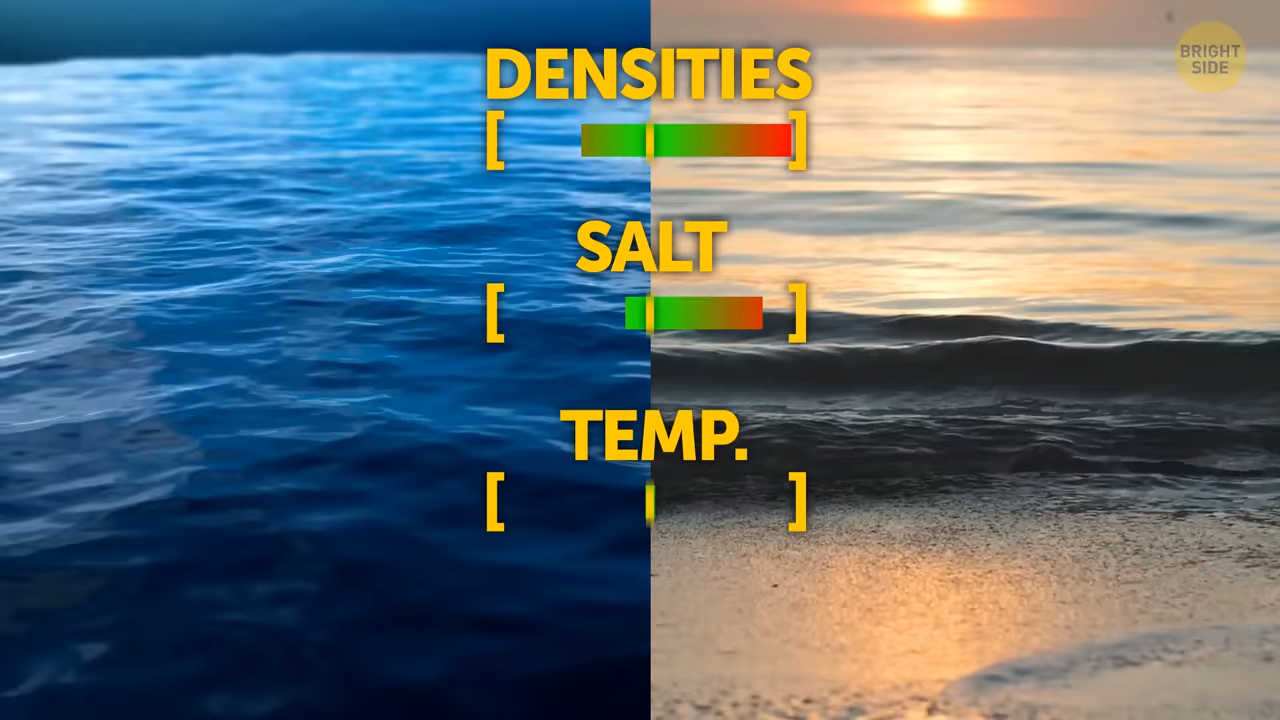 DENSITIES
[ ]
SALT
[ ]
TEMP.
[ ]
BRIGHT
SIDE